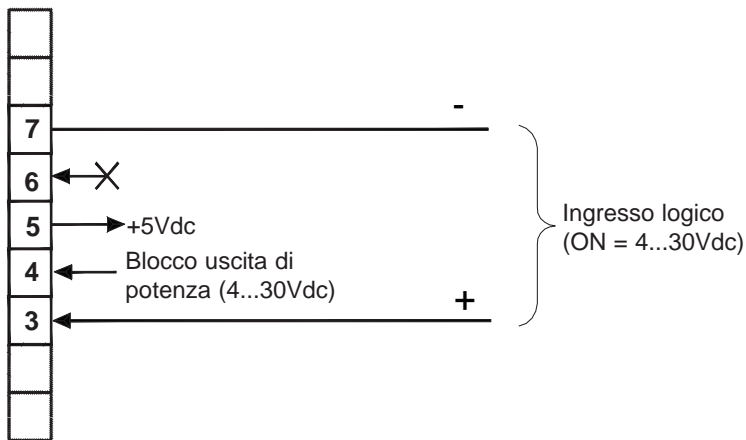 -
7
6
5
+5Vdc
4
Blocco uscita di
potenza (4...30Vdc)
3
+
Ingresso logico
(ON = 4...30Vdc)